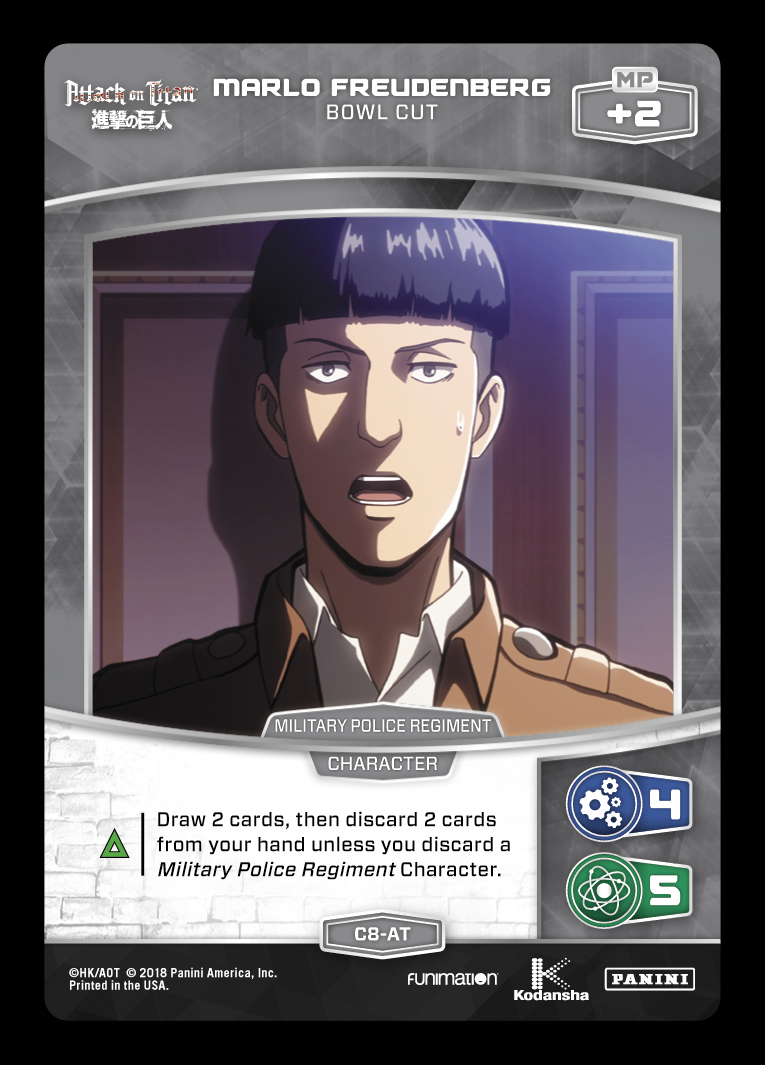 Attack on Titan
進撃の巨人
MARLO FREUDENBERG
BOWL CUT
MP
+2
MILITARY POLICE REGIMENT
CHARACTER
Draw 2 cards, then discard 2 cards
from your hand unless you discard a
Military Police Regiment Character.
4
5
C8-AT
©HK/AOT © 2018 Panini America, Inc.
Printed in the USA.
FUNIMATION
K
Kodansha
PANINI